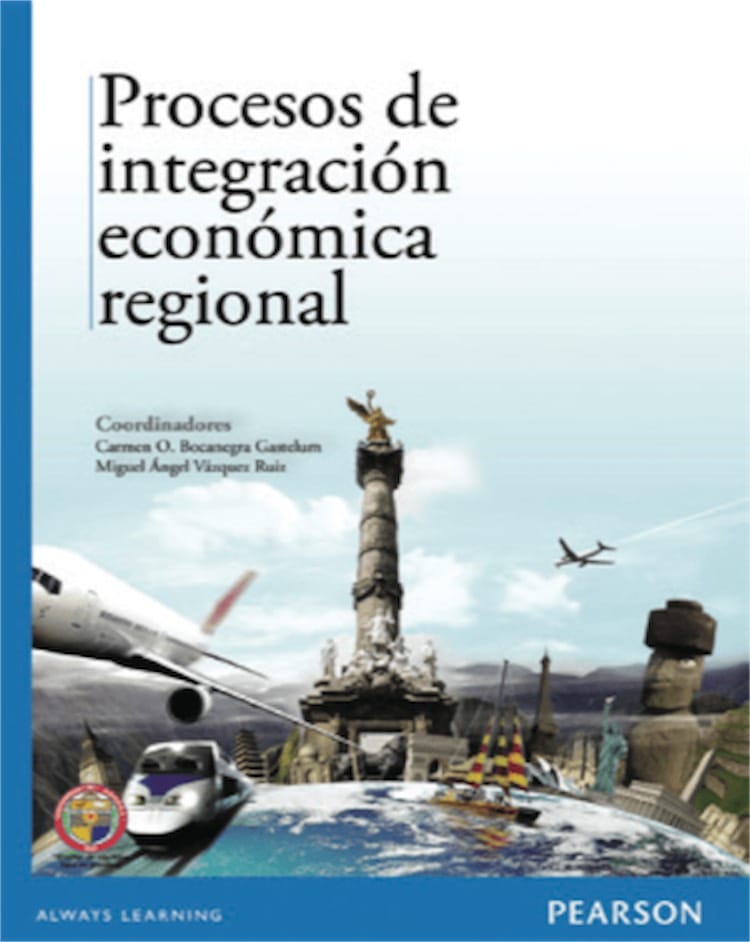 Procesos de
integración
económica
regional
Coordinadores
Carmen O. Bocanegra Gastelum
Miguel Ángel Vázquez Ruiz
ALWAYS LEARNING
PEARSON